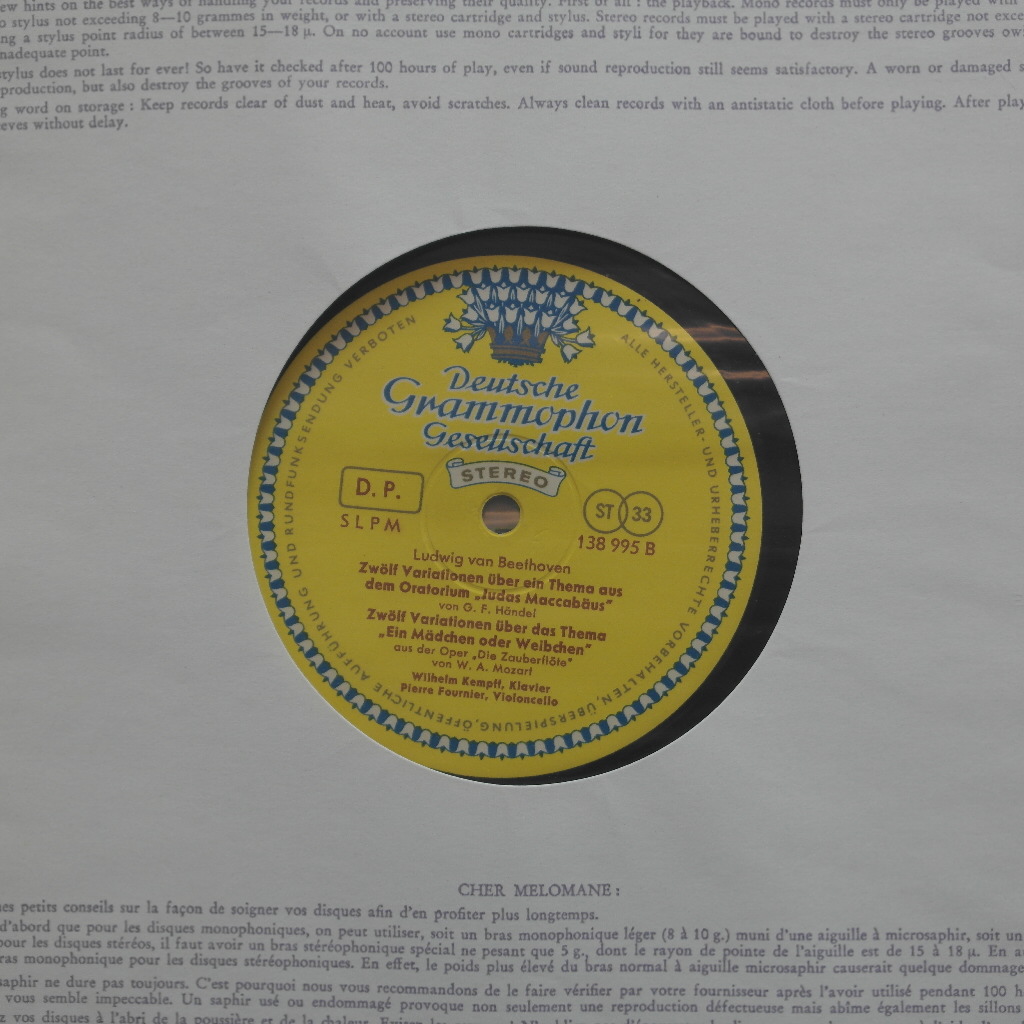 ew hints on the best ways of handling your records and preserving their quality. First of all : the playback. Mono records must only be played with
o stylus not exceeding 8—10 grammes in weight, or with a stereo cartridge and stylus. Stereo records must be played with a stereo cartridge not exce
ng a stylus point radius of between 15—18 µ. On no account use mono cartridges and styli for they are bound to destroy the stereo grooves ow
nadequate point.
stylus does not last for ever! So have it checked after 100 hours of play, even if sound reproduction still seems satisfactory. A worn or damaged s
production, but also destroy the grooves of your records.
g word on storage : Keep records clear of dust and heat, avoid scratches. Always clean records with an antistatic cloth before playing. After play
eves without delay.
ALLE HERSTELLER- UND URHEBERRECHTE VORBEHALTEN, ÜBERSPIELUNG, ÖFFENTLICHE AUFFÜHRUNG UND RUNDFUNKSENDUNG VERBOTEN
Deutsche
Grammophon
Gesellschaft
STEREO
D. P.
SLPM
ST 33
138 995 B
Ludwig van Beethoven
Zwölf Variationen über ein Thema aus
dem Oratorium „Judas Maccabäus“
von G. F. Händel
Zwölf Variationen über das Thema
„Ein Mädchen oder Weibchen“
aus der Oper „Die Zauberflöte“
von W. A. Mozart
Wilhelm Kempff, Klavier
Pierre Fournier, Violoncello
CHER MELOMANE :
es petits conseils sur la façon de soigner vos disques afin d'en profiter plus longtemps.
d'abord que pour les disques monophoniques, on peut utiliser, soit un bras monophonique léger (8 à 10 g.) muni d'une aiguille à microsaphir, soit un
pour les disques stéréos, il faut avoir un bras stéréophonique spécial ne pesant que 5 g., dont le rayon de pointe de l'aiguille est de 15 à 18 µ. En a
ras monophonique pour les disques stéréophoniques. En effet, le poids plus élevé du bras normal à aiguille microsaphir causerait quelque dommage
saphir ne dure pas toujours. C'est pourquoi nous vous recommandons de le faire vérifier par votre fournisseur après l'avoir utilisé pendant 100 h
vous semble impeccable. Un saphir usé ou endommagé provoque non seulement une reproduction défectueuse mais abîme également les sillons
z vos disques à l'abri de la poussière et de la chaleur.